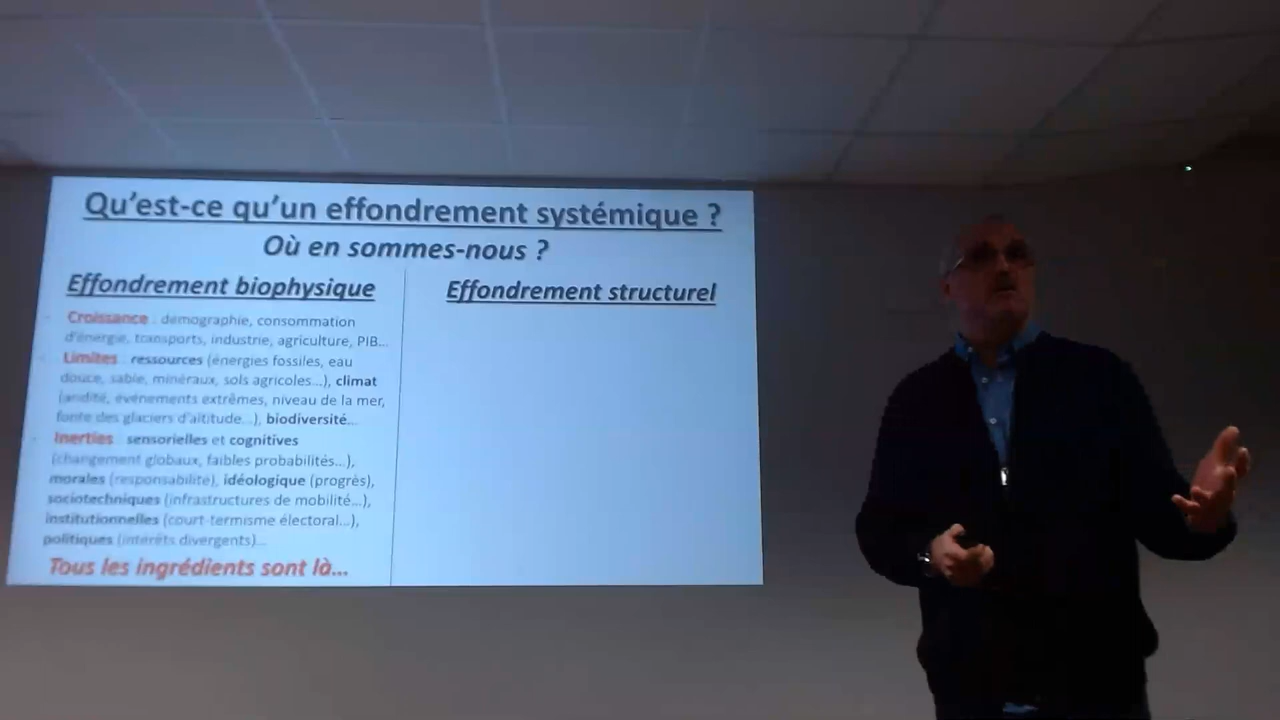 Qu'est-ce qu'un effondrement systémique ?
Où en sommes-nous ?
Effondrement biophysique
- Croissance : démographie, consommation
d'énergie, transports, industrie, agriculture, PIB...
- Limites : ressources (énergies fossiles, eau
douce, sable, minéraux, sols agricoles...), climat
(aridité, événements extrêmes, niveau de la mer,
fonte des glaciers d'altitude...), biodiversité...
- Inerties : sensorielles et cognitives
(changement globaux, faibles probabilités...),
morales (responsabilité), idéologique (progrès),
sociotechniques (infrastructures de mobilité...),
institutionnelles (court-termisme électoral...),
politiques (intérêts divergents)...
Tous les ingrédients sont là...
Effondrement structurel